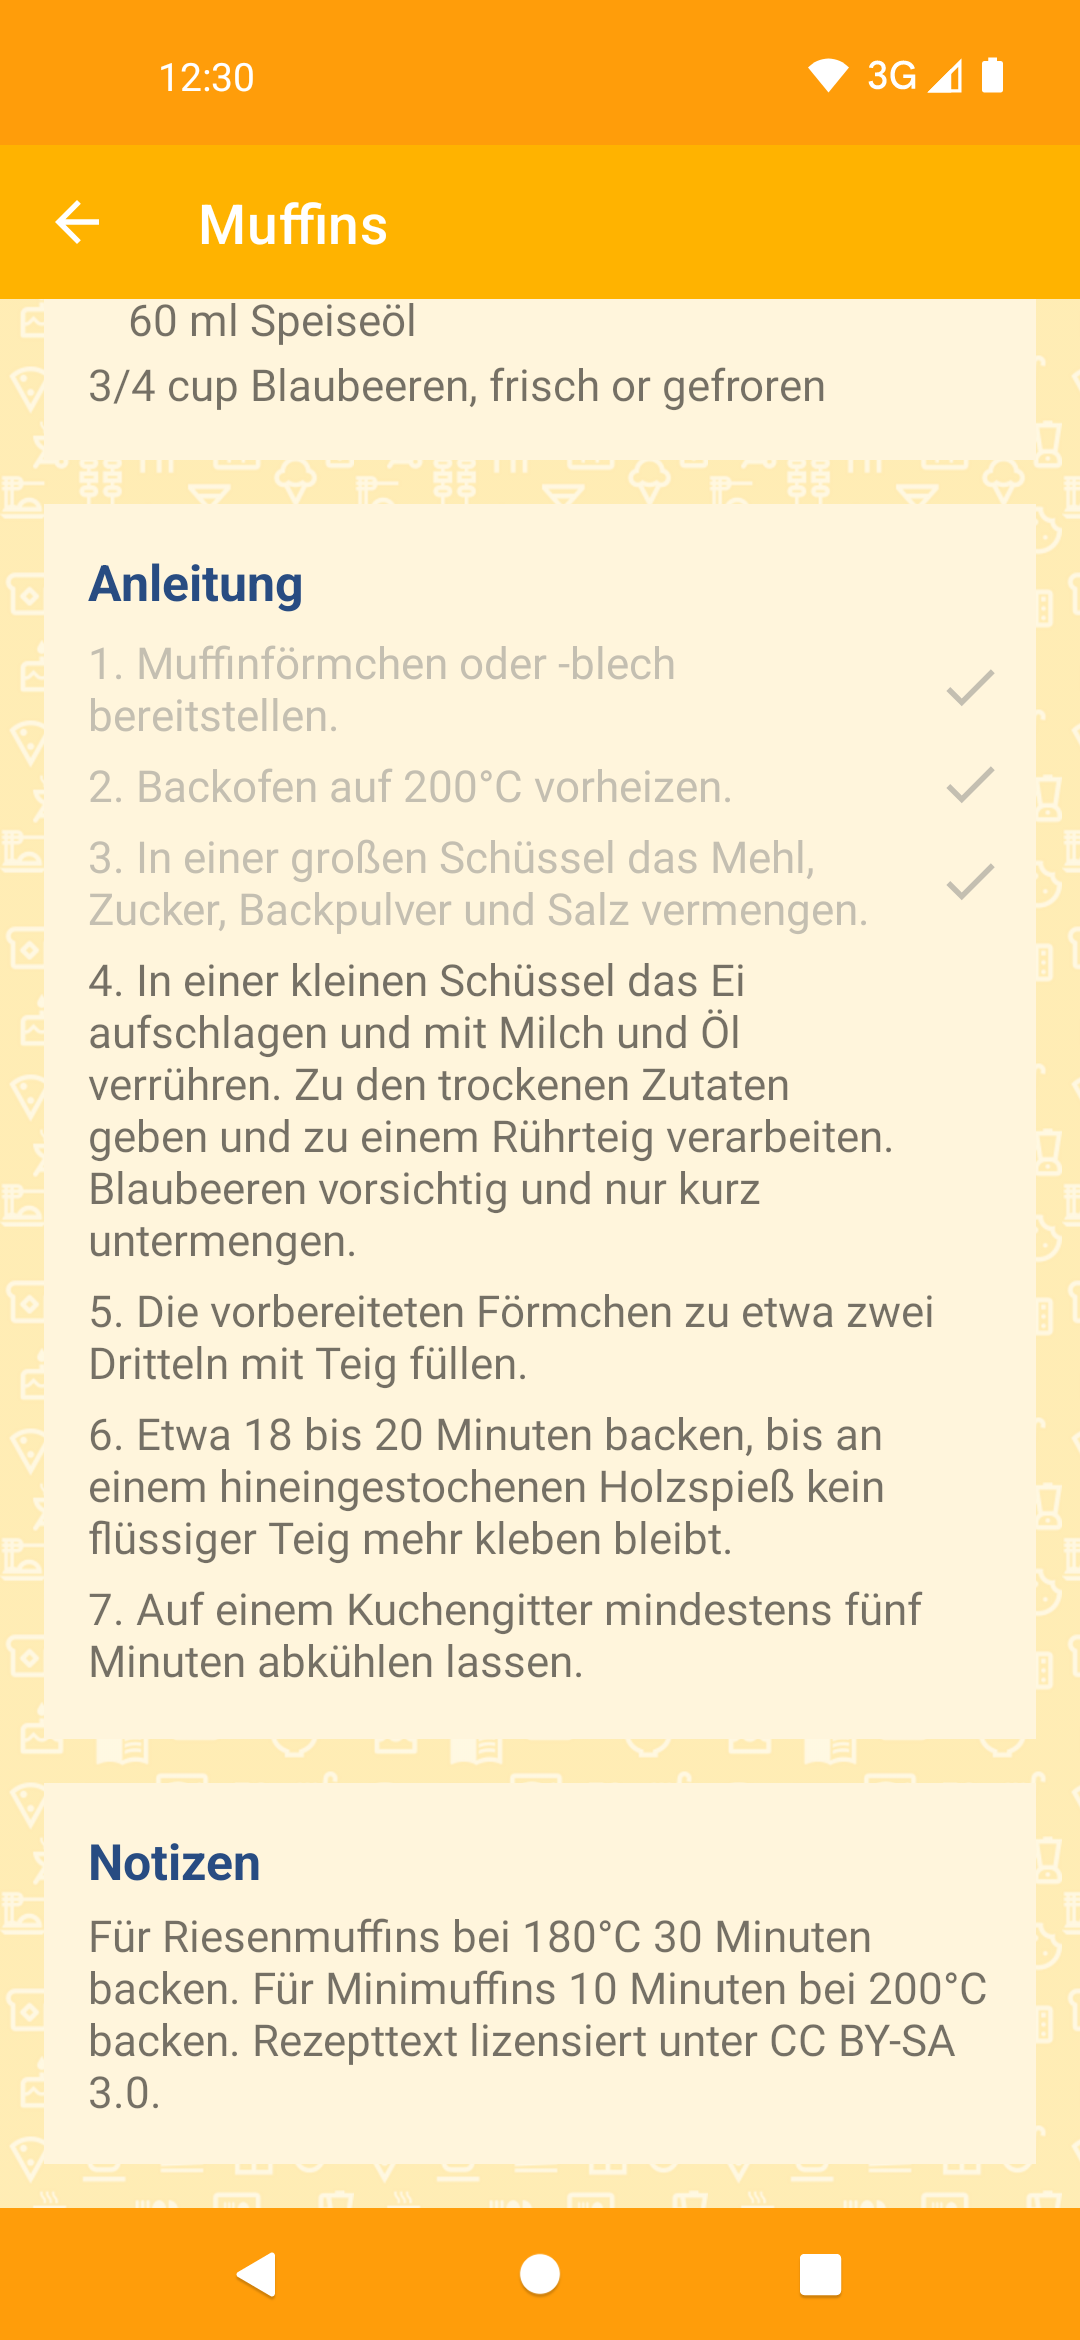 12:30
3G
Muffins
60 ml Speiseöl
3/4 cup Blaubeeren, frisch or gefroren
Anleitung
1. Muffinförmchen oder -blech
bereitstellen.
2. Backofen auf 200°C vorheizen.
3. In einer großen Schüssel das Mehl,
Zucker, Backpulver und Salz vermengen.
4. In einer kleinen Schüssel das Ei
aufschlagen und mit Milch und Öl
verrühren. Zu den trockenen Zutaten
geben und zu einem Rührteig verarbeiten.
Blaubeeren vorsichtig und nur kurz
untermengen.
5. Die vorbereiteten Förmchen zu etwa zwei
Dritteln mit Teig füllen.
6. Etwa 18 bis 20 Minuten backen, bis an
einem hineingestochenen Holzspieß kein
flüssiger Teig mehr kleben bleibt.
7. Auf einem Kuchengitter mindestens fünf
Minuten abkühlen lassen.
Notizen
Für Riesenmuffins bei 180°C 30 Minuten
backen. Für Minimuffins 10 Minuten bei 200°C
backen. Rezepttext lizensiert unter CC BY-SA
3.0.